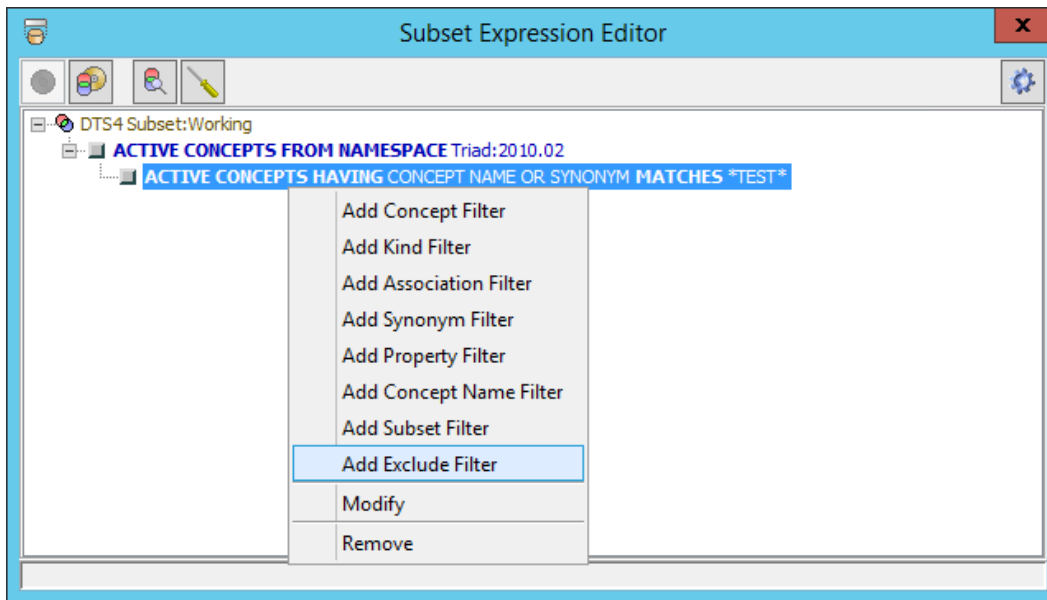 Subset Expression Editor
x
DTS4 Subset:Working
ACTIVE CONCEPTS FROM NAMESPACE Triad:2010.02
ACTIVE CONCEPTS HAVING CONCEPT NAME OR SYNONYM MATCHES *TEST*
Add Concept Filter
Add Kind Filter
Add Association Filter
Add Synonym Filter
Add Property Filter
Add Concept Name Filter
Add Subset Filter
Add Exclude Filter
Modify
Remove